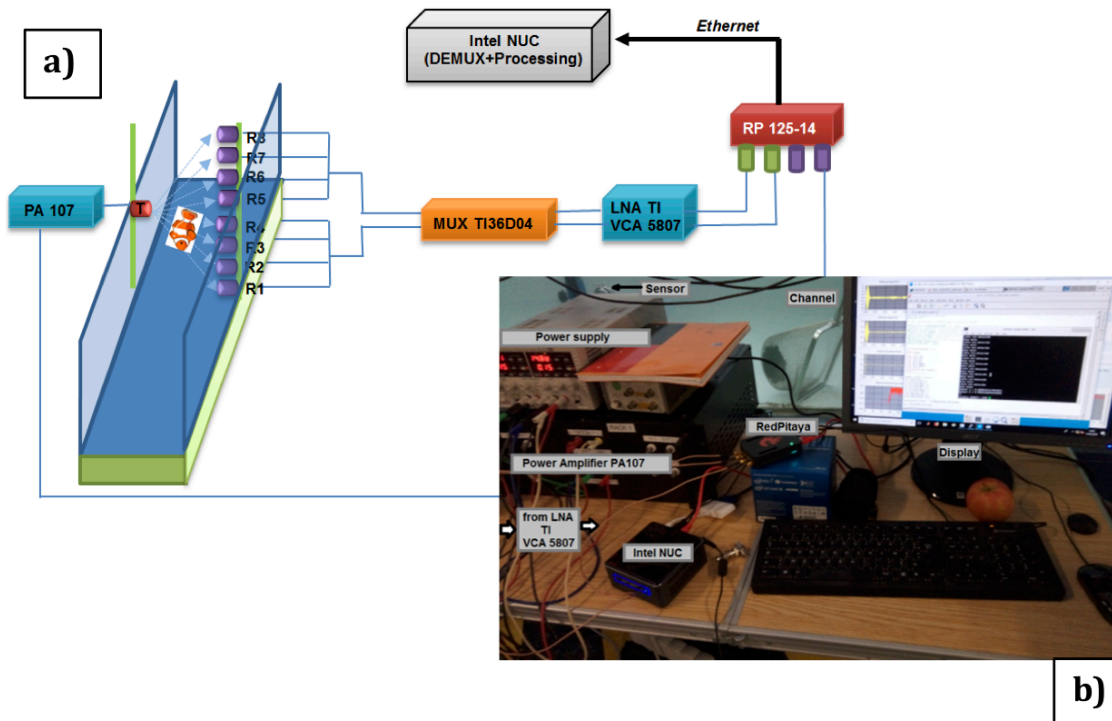 a)
Intel NUC
(DEMUX+Processing)
Ethernet
RP 125-14
R8
R7
R6
R5
R4
R3
R2
R1
T
PA 107
MUX TI36D04
LNA TI
VCA 5807
Sensor
Channel
Power supply
RedPitaya
Display
Power Amplifier PA107
from LNA
TI
VCA 5807
Intel NUC
b)